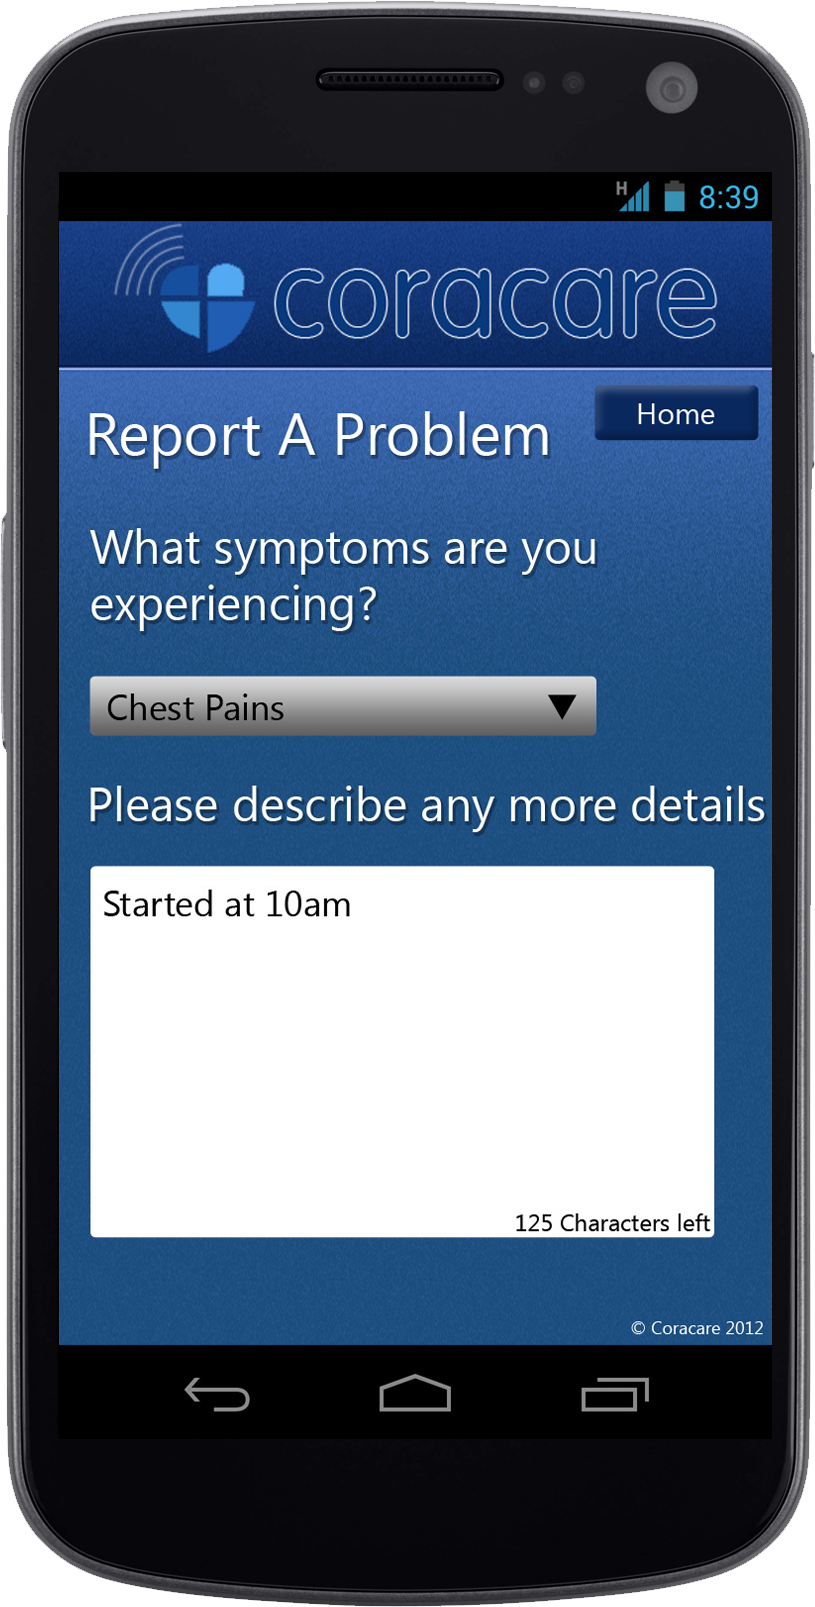 H 8:39
coracare
Report A Problem
Home
What symptoms are you
experiencing?
Chest Pains
Please describe any more details
Started at 10am
125 Characters left
© Coracare 2012